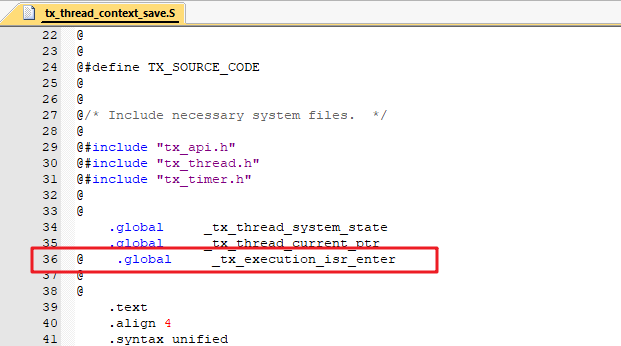 tx_thread_context_save.S
22 @
23 @
24 @#define TX_SOURCE_CODE
25 @
26 @
27 @/* Include necessary system files.  */
28 @
29 @#include "tx_api.h"
30 @#include "tx_thread.h"
31 @#include "tx_timer.h"
32 @
33 @
34     .global     _tx_thread_system_state
35     .global     _tx_thread_current_ptr
36 @    .global     _tx_execution_isr_enter
37 @
38 @
39     .text
40     .align 4
41     .syntax unified